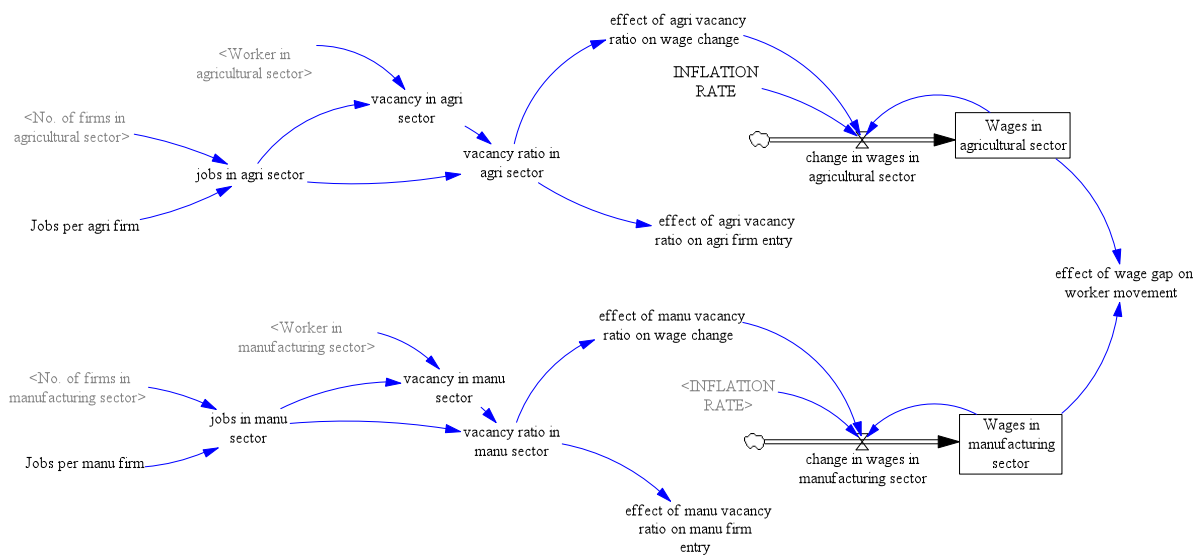 effect of agri vacancy
ratio on wage change
<Worker in
agricultural sector>
INFLATION
RATE
vacancy in agri
sector
<No. of firms in
agricultural sector>
Wages in
agricultural sector
vacancy ratio in
agri sector
change in wages in
agricultural sector
jobs in agri sector
Jobs per agri firm
effect of agri vacancy
ratio on agri firm entry
effect of wage gap on
worker movement
effect of manu vacancy
ratio on wage change
<Worker in
manufacturing sector>
<No. of firms in
manufacturing sector>
vacancy in manu
sector
<INFLATION
RATE>
jobs in manu
sector
vacancy ratio in
manu sector
Wages in
manufacturing
sector
change in wages in
manufacturing sector
Jobs per manu firm
effect of manu vacancy
ratio on manu firm
entry